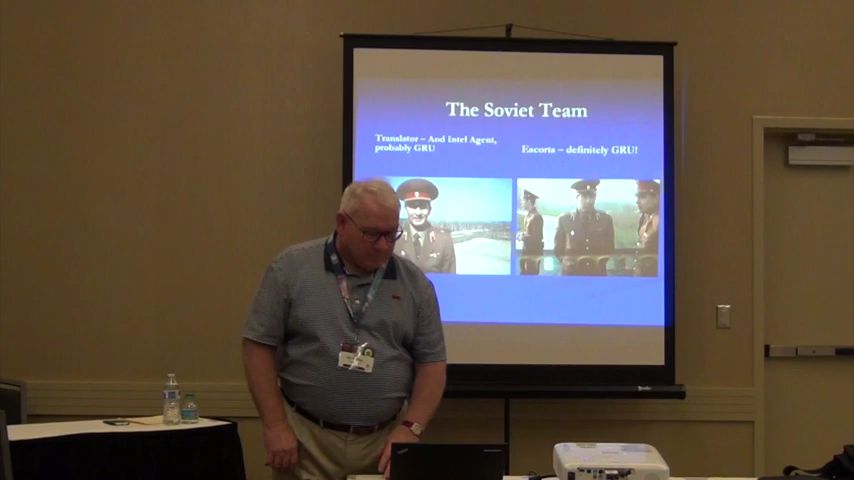 The Soviet Team
Translator – And Intel Agent,
probably GRU
Escorts – definitely GRU!